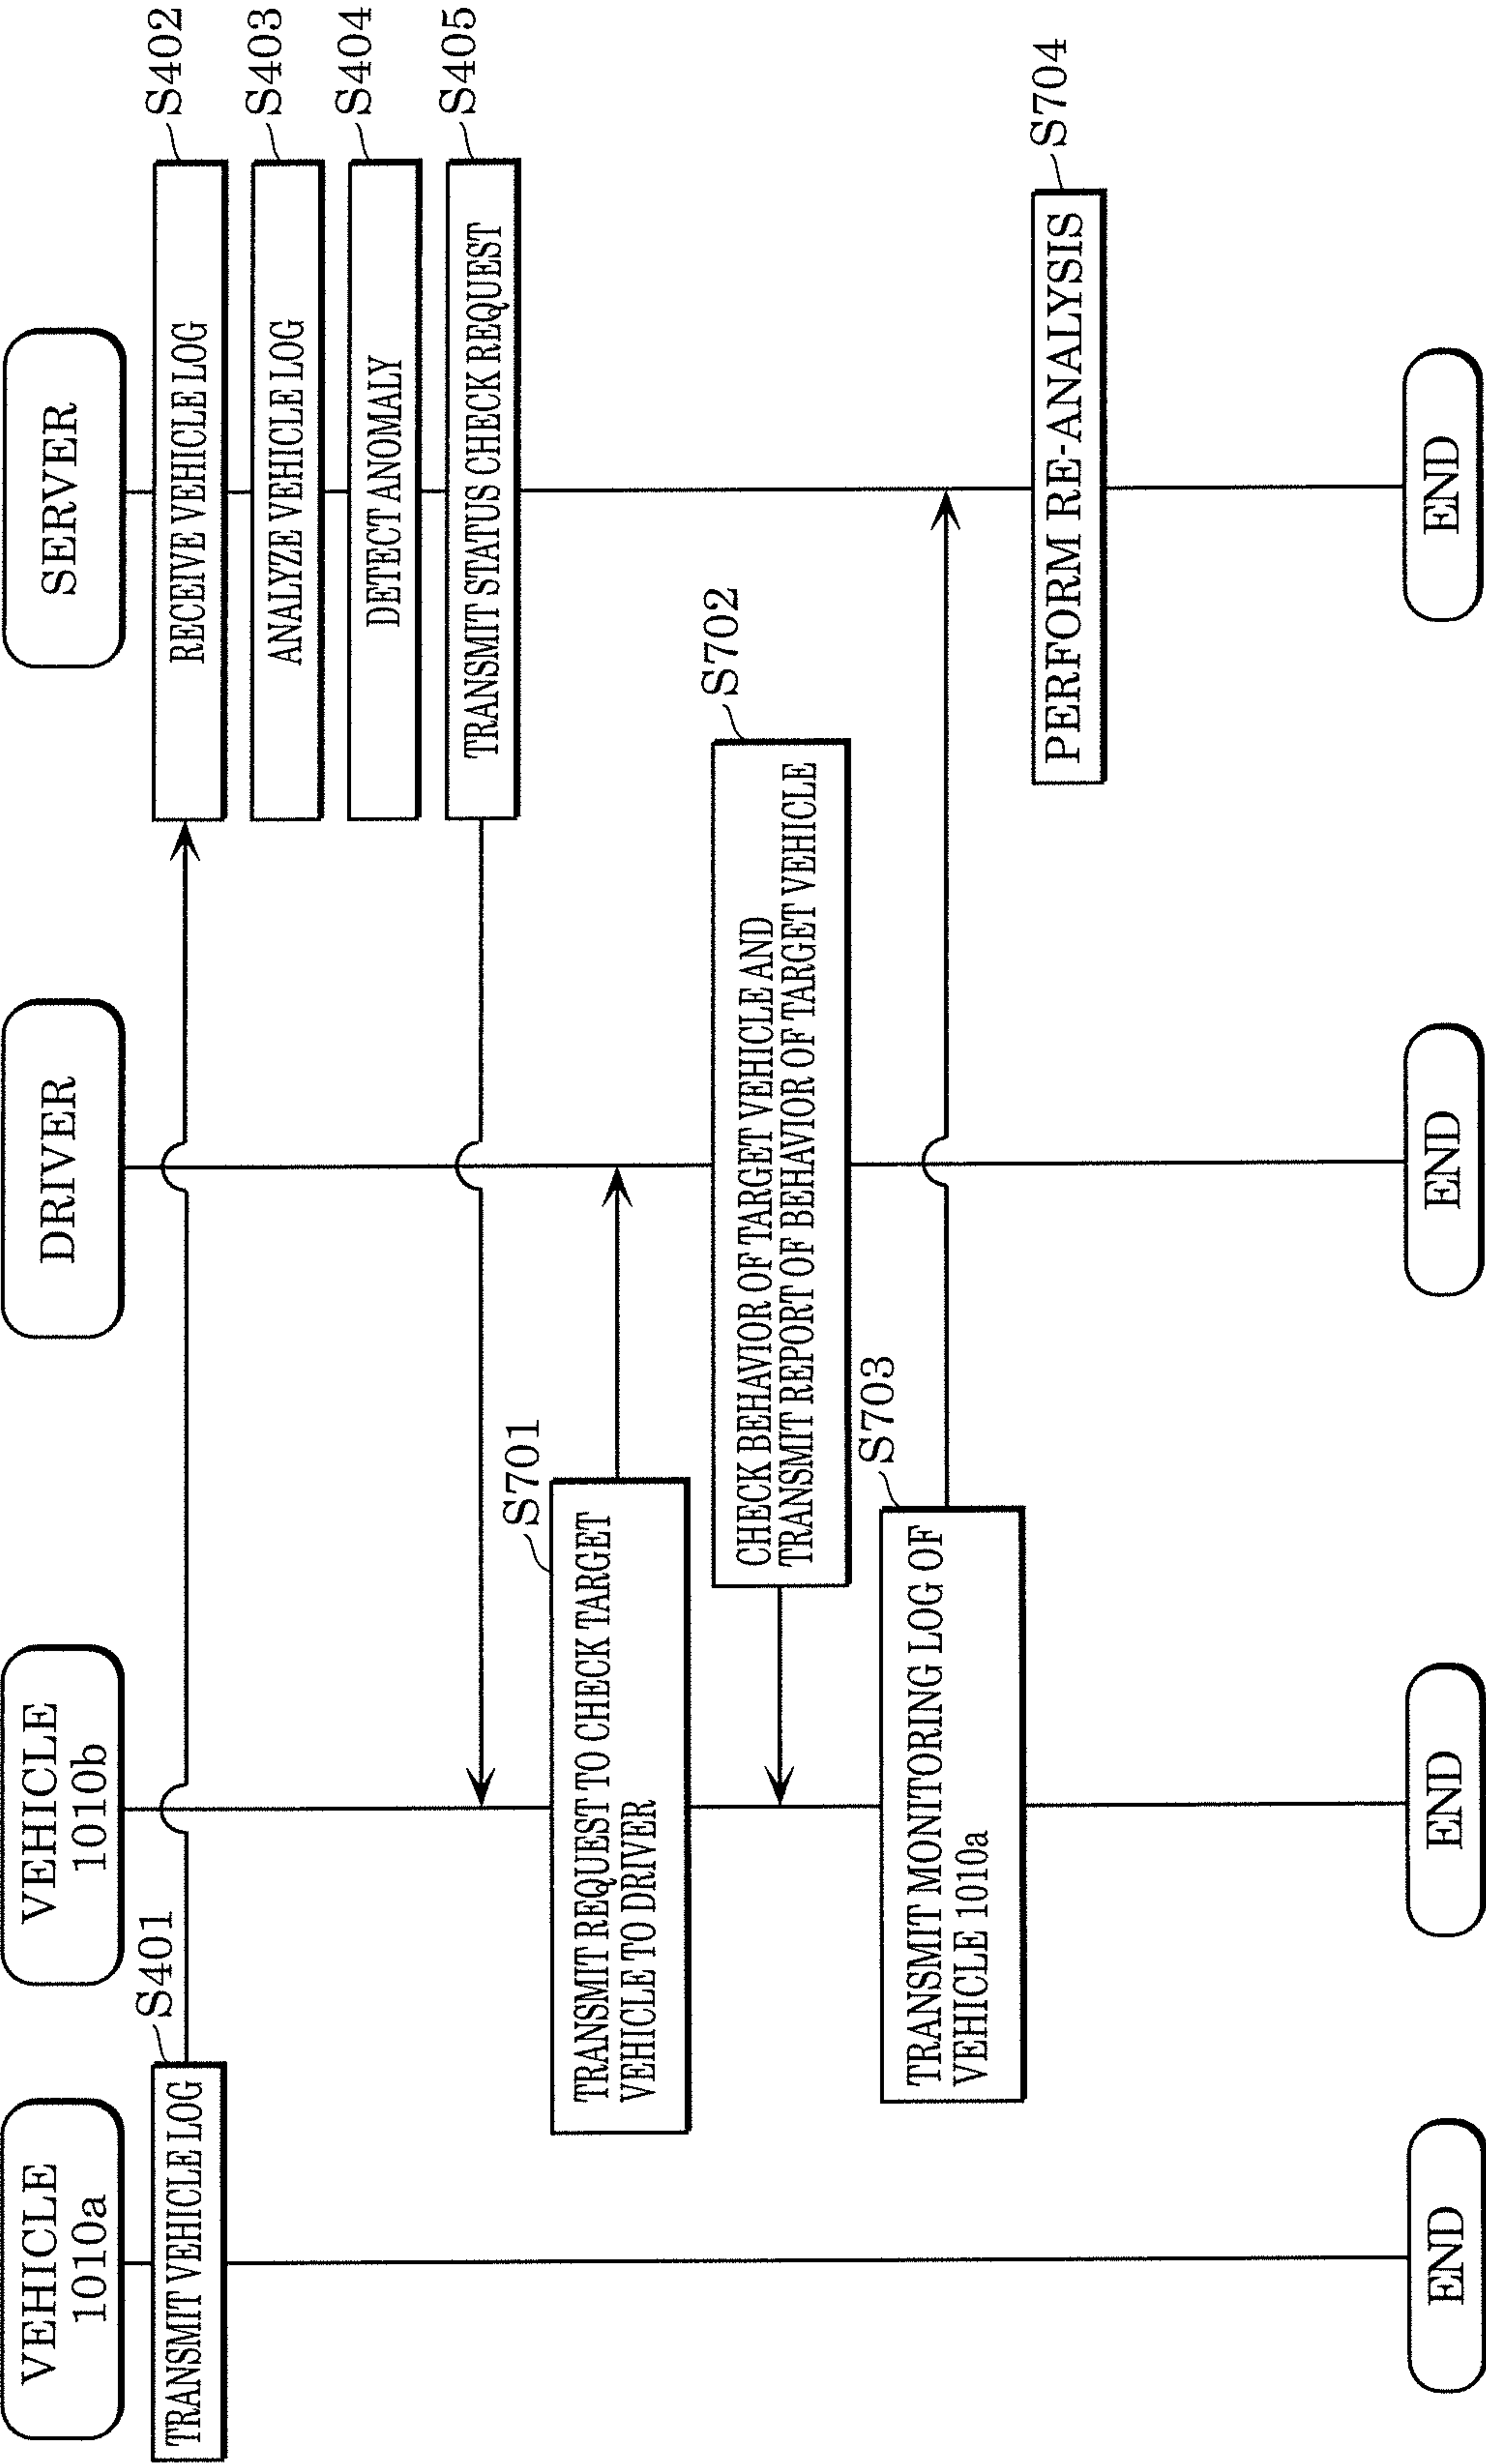 VEHICLE
1010a
VEHICLE
1010b
DRIVER
SERVER
S401
TRANSMIT VEHICLE LOG
S402
RECEIVE VEHICLE LOG
S403
ANALYZE VEHICLE LOG
S404
DETECT ANOMALY
S405
TRANSMIT STATUS CHECK REQUEST
S701
TRANSMIT REQUEST TO CHECK TARGET
VEHICLE TO DRIVER
S702
CHECK BEHAVIOR OF TARGET VEHICLE AND
TRANSMIT REPORT OF BEHAVIOR OF TARGET VEHICLE
S703
TRANSMIT MONITORING LOG OF
VEHICLE 1010a
S704
PERFORM RE-ANALYSIS
END
END
END
END